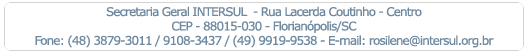 Secretaria Geral INTERSUL - Rua Lacerda Coutinho - Centro
CEP - 88015-030 - Florianópolis/SC
Fone: (48) 3879-3011 / 9108-3437 / (49) 9919-9538 - E-mail: rosilene@intersul.org.br